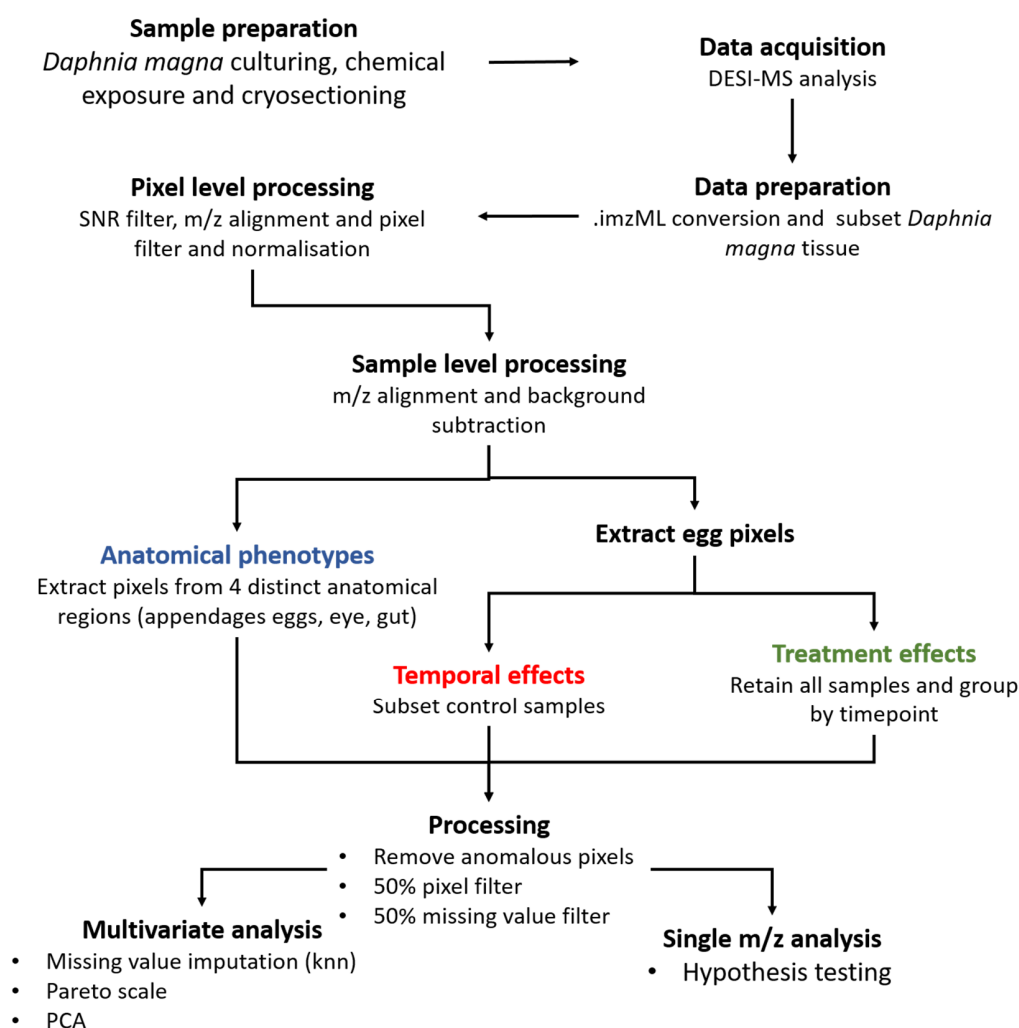 Sample preparation
Daphnia magna culturing, chemical
exposure and cryosectioning
Data acquisition
DESI-MS analysis
Pixel level processing
SNR filter, m/z alignment and pixel
filter and normalisation
Data preparation
.imzML conversion and subset Daphnia
magna tissue
Sample level processing
m/z alignment and background
subtraction
Anatomical phenotypes
Extract pixels from 4 distinct anatomical
regions (appendages eggs, eye, gut)
Extract egg pixels
Temporal effects
Subset control samples
Treatment effects
Retain all samples and group
by timepoint
Processing
• Remove anomalous pixels
• 50% pixel filter
• 50% missing value filter
Multivariate analysis
• Missing value imputation (knn)
• Pareto scale
• PCA
Single m/z analysis
• Hypothesis testing